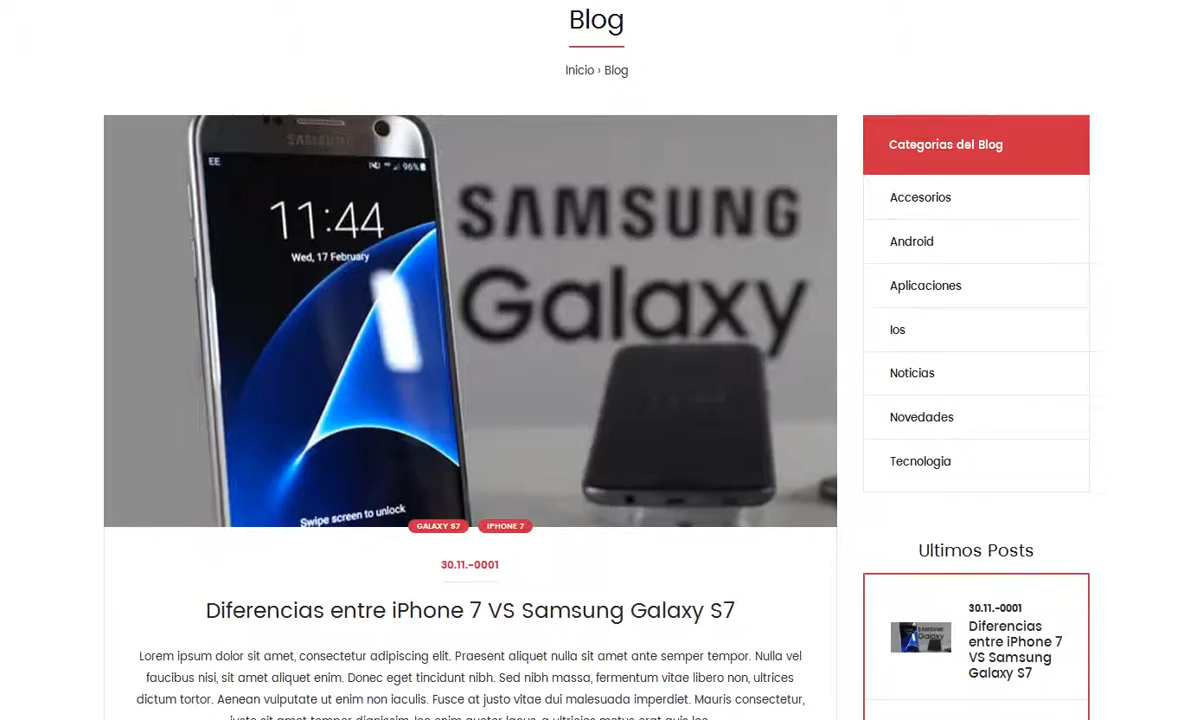 Blog
Inicio › Blog
SAMSUNG
EE
96%
11:44
Wed, 17 February
Swipe screen to unlock
SAMSUNG
Galaxy
GALAXY S7
IPHONE 7
30.11.-0001
Diferencias entre iPhone 7 VS Samsung Galaxy S7
Lorem ipsum dolor sit amet, consectetur adipiscing elit. Praesent aliquet nulla sit amet ante semper tempor. Nulla vel
faucibus nisi, sit amet aliquet enim. Donec eget tincidunt nibh. Sed nibh massa, fermentum vitae libero non, ultrices
dictum tortor. Aenean vulputate ut enim non iaculis. Fusce at justo vitae dui malesuada imperdiet. Mauris consectetur,
Categorias del Blog
Accesorios
Android
Aplicaciones
Ios
Noticias
Novedades
Tecnologia
Ultimos Posts
30.11.-0001
Diferencias
entre iPhone 7
VS Samsung
Galaxy S7